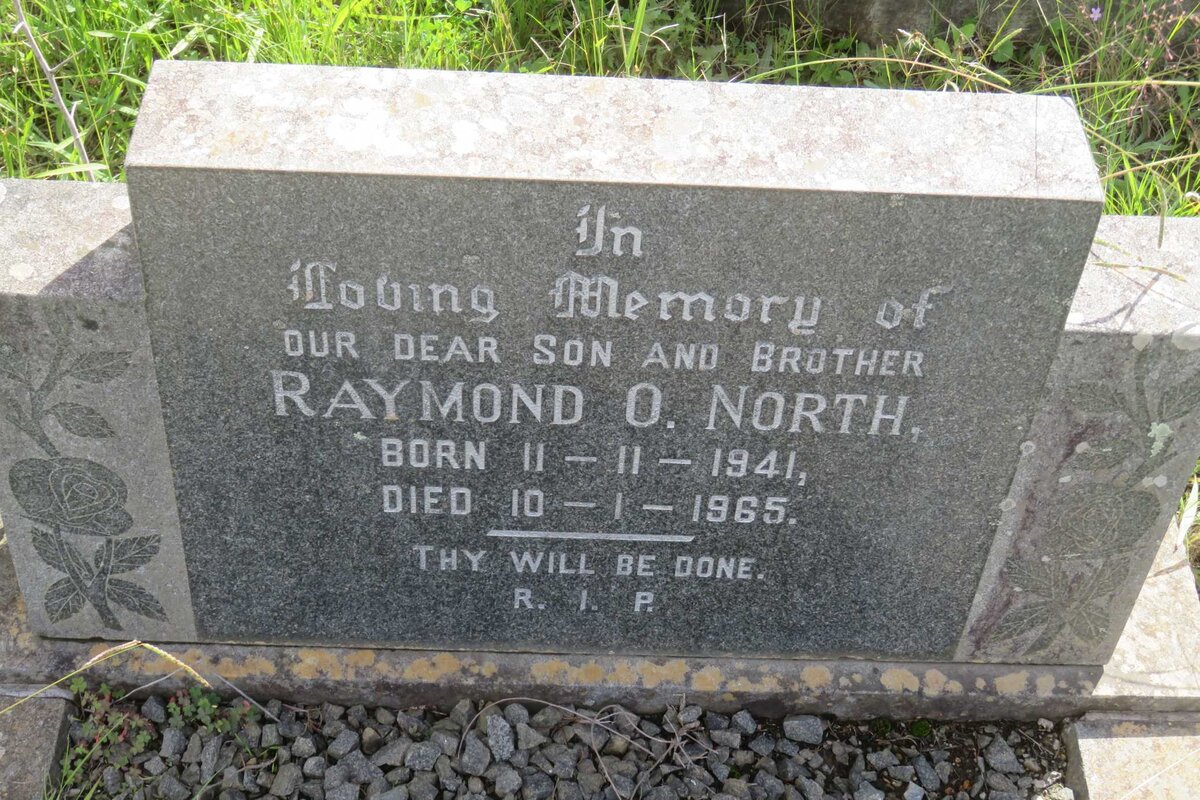 In
Loving Memory of
OUR DEAR SON AND BROTHER
RAYMOND O. NORTH,
BORN 11 - 11 - 1941,
DIED 10 - 1 - 1965.
THY WILL BE DONE.
R. I. P.